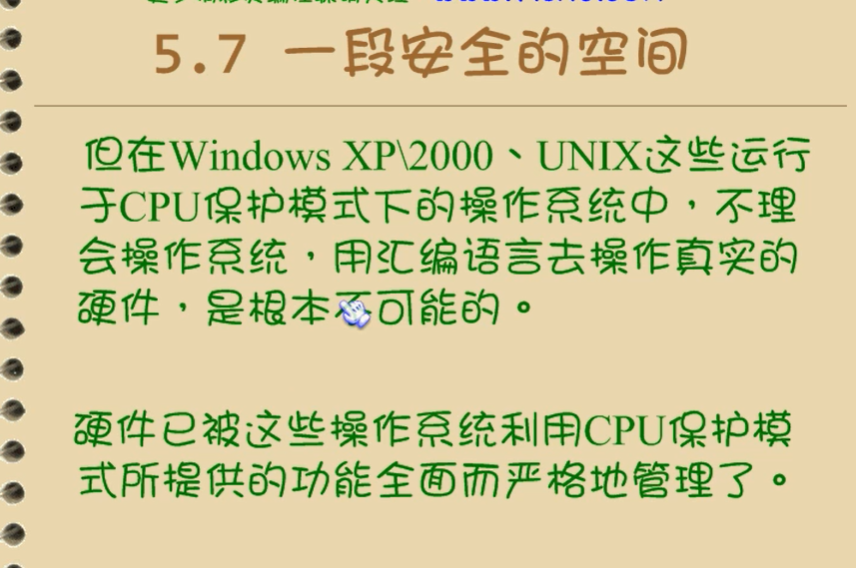 5.7 一段安全的空间
但在Windows XP\2000、UNIX这些运行
于CPU保护模式下的操作系统中，不理
会操作系统，用汇编语言去操作真实的
硬件，是根本不可能的。
硬件已被这些操作系统利用CPU保护模
式所提供的功能全面而严格地管理了。